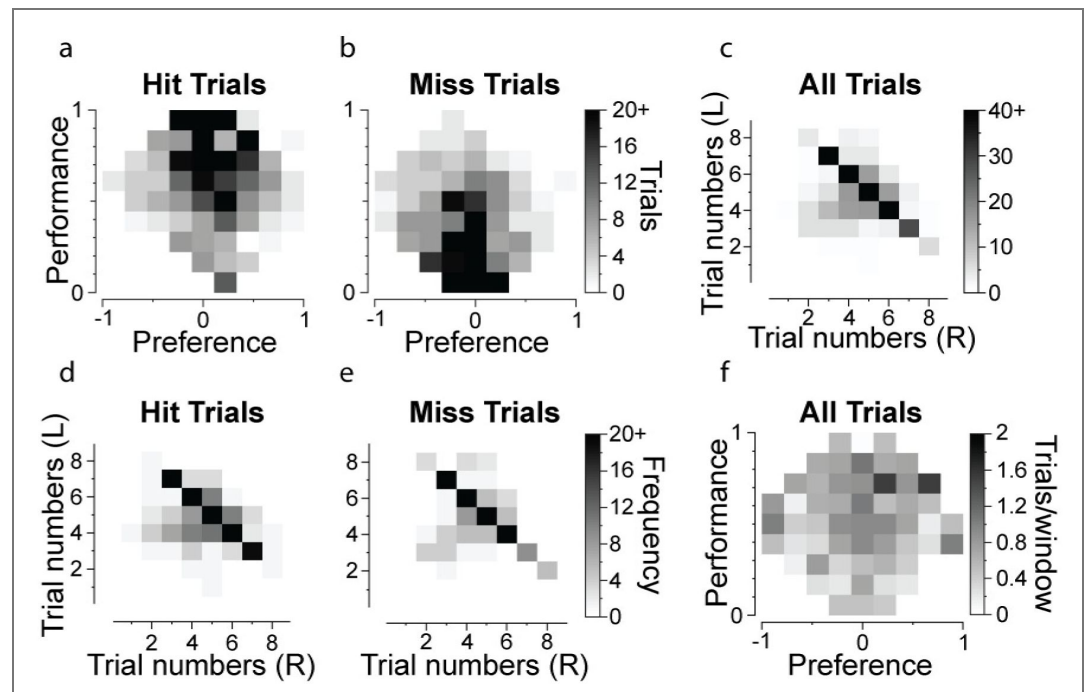 a
b
c
Hit Trials
Miss Trials
All Trials
Performance
1
0
-1 0 1
Preference
1
0
-1 0 1
Preference
20+
16
12
8
4
0
Trials
Trial numbers (L)
8
6
4
2
2 4 6 8
Trial numbers (R)
40+
30
20
10
0
d
e
f
Hit Trials
Miss Trials
All Trials
Trial numbers (L)
8
6
4
2
2 4 6 8
Trial numbers (R)
8
6
4
2
2 4 6 8
Trial numbers (R)
20+
16
12
8
4
0
Frequency
Performance
1
0
-1 0 1
Preference
2
1.6
1.2
0.8
0.4
0
Trials/window